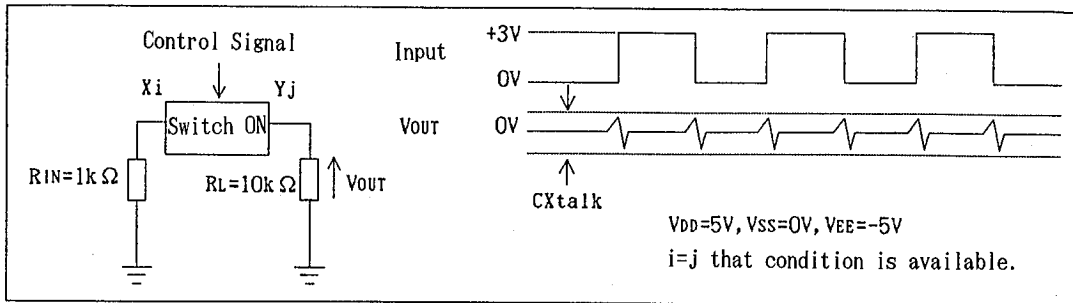 Control Signal
Xi
Yj
Switch ON
RIN=1kΩ
RL=10kΩ
VOUT
Input
+3V
0V
VOUT
0V
CXtalk
VDD=5V, VSS=0V, VEE=-5V
i=j that condition is available.